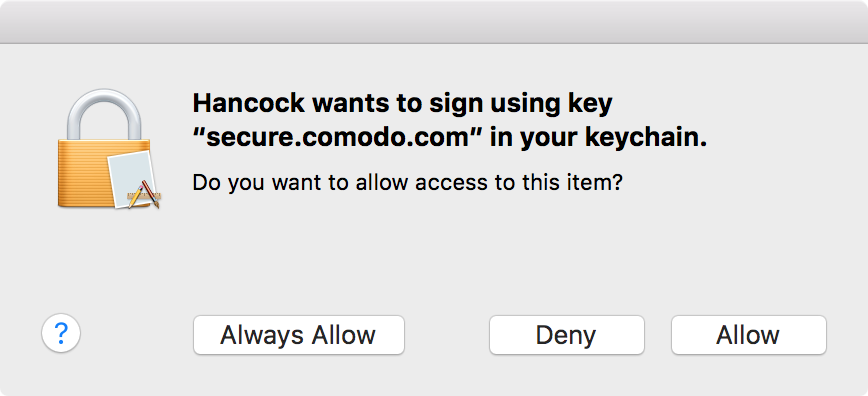 Hancock wants to sign using key
“secure.comodo.com” in your keychain.
Do you want to allow access to this item?
?
Always Allow
Deny
Allow